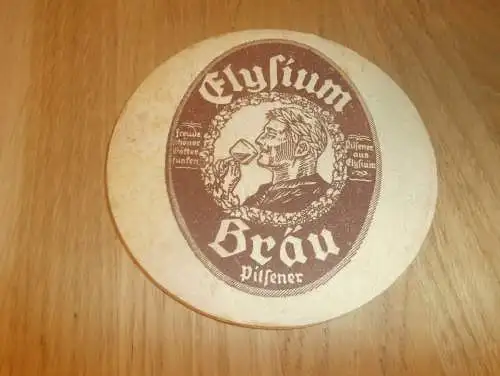 Elyſium
freude
ſchöner
Götter
funken
Pilſener
aus
Elyſium
Bräu
Pilſener